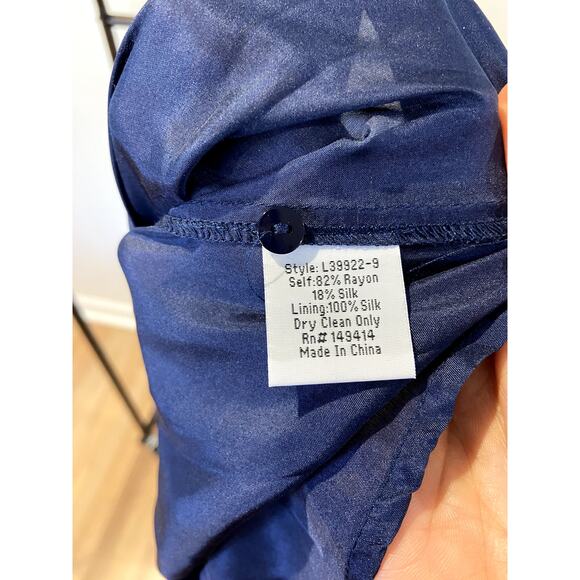 Style: L39922-9
Self:82% Rayon
18% Silk
Lining:100% Silk
Dry Clean Only
Rn# 149414
Made In China